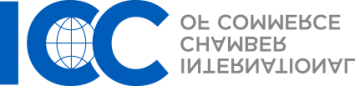 ICC
INTERNATIONAL
CHAMBER
OF COMMERCE